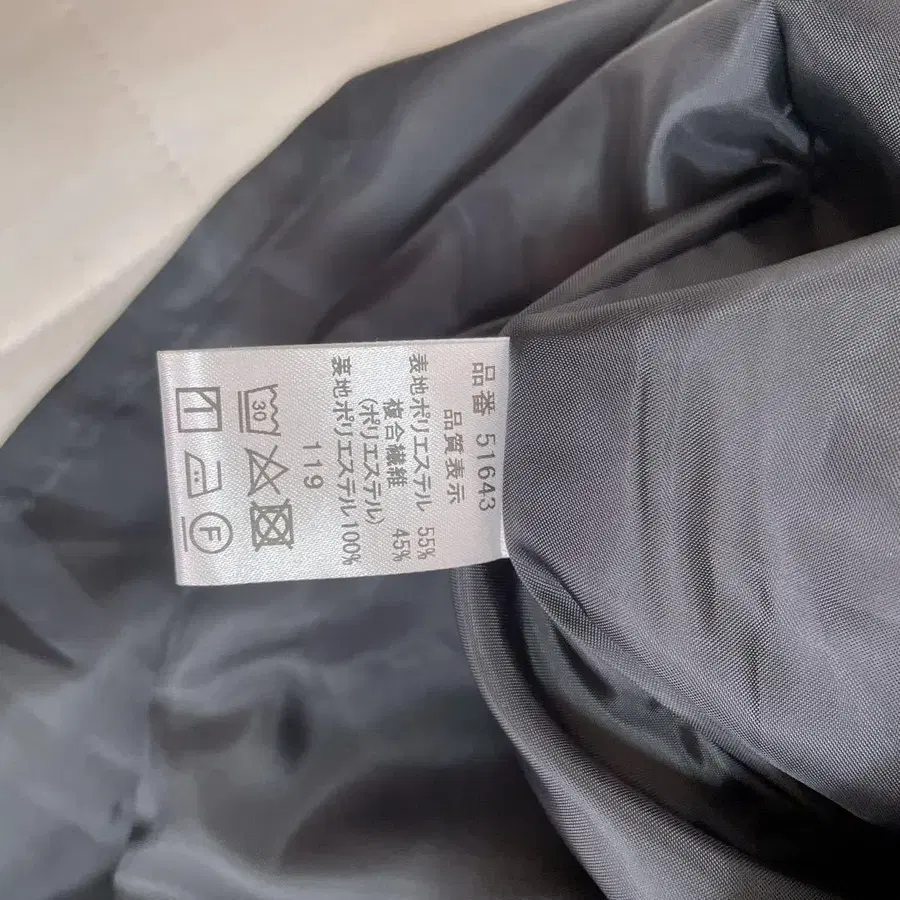 品番 51643
品質表示
表地ポリエステル 55%
複合繊維 45%
(ポリエステル)
裏地ポリエステル100%
119
30
F